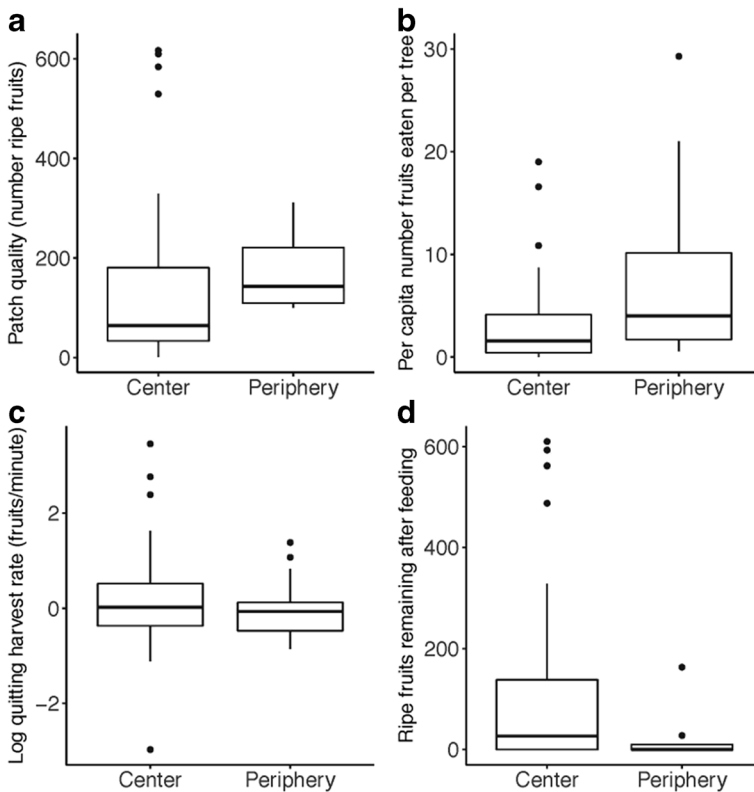 a
Patch quality (number ripe fruits)
600
400
200
0
Center
Periphery
b
Per capita number fruits eaten per tree
30
20
10
0
Center
Periphery
c
Log quitting harvest rate (fruits/minute)
2
0
−2
Center
Periphery
d
Ripe fruits remaining after feeding
600
400
200
0
Center
Periphery